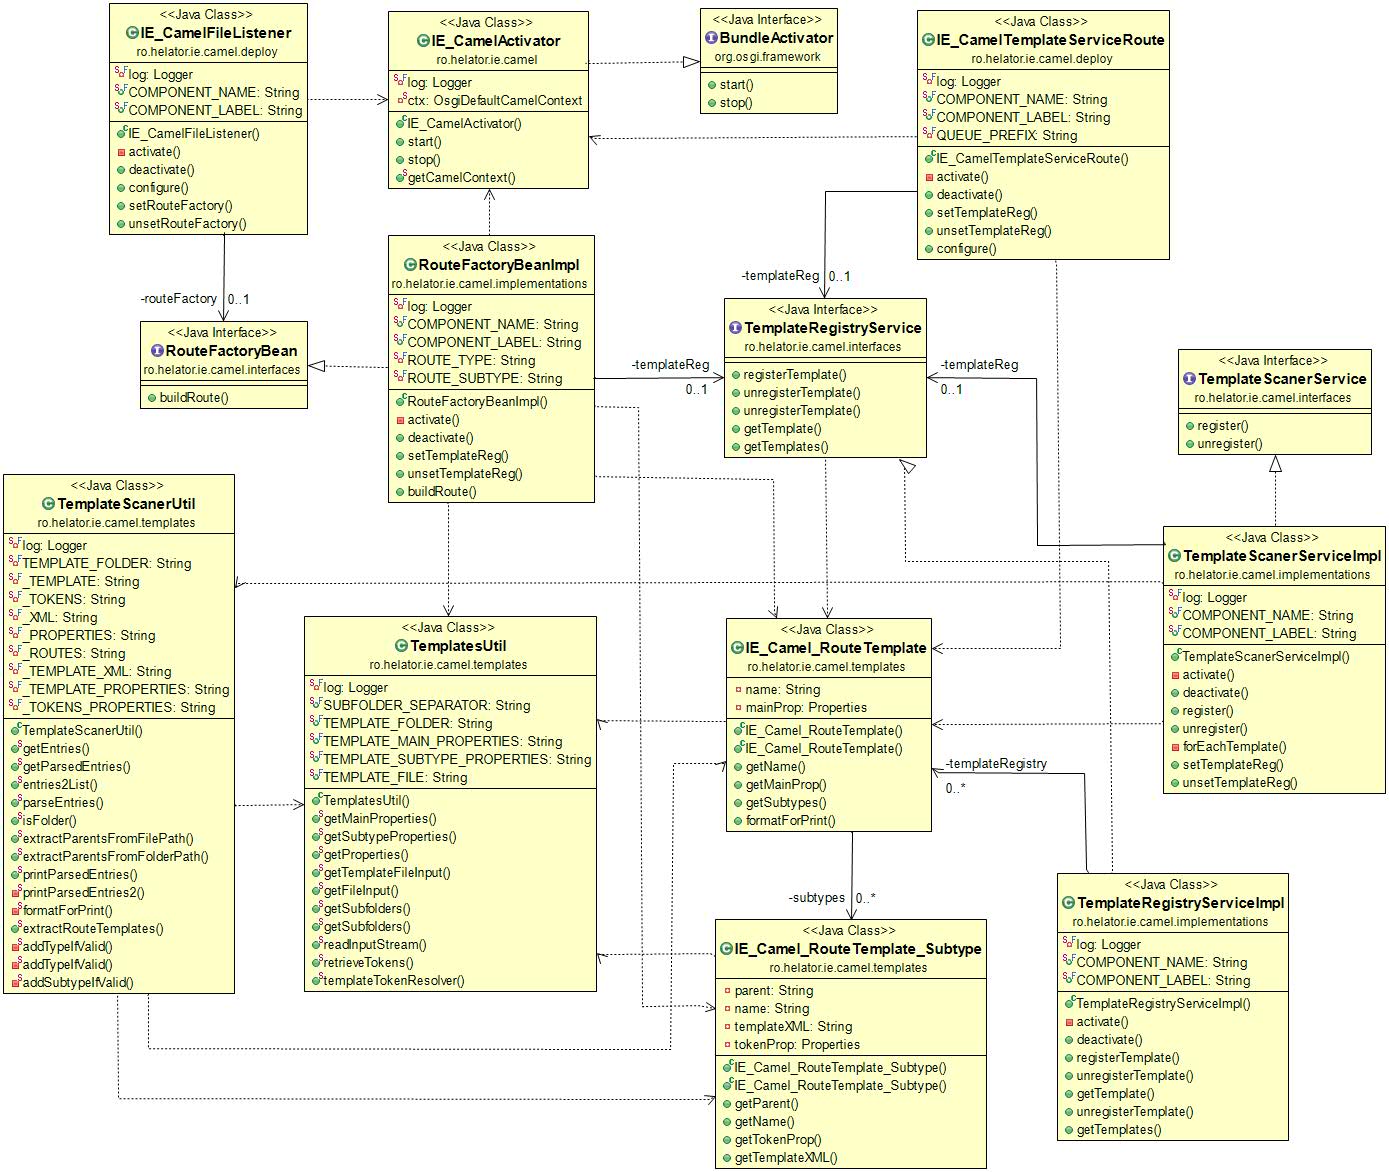 <<Java Class>>
IE_CamelFileListener
ro.helator.ie.camel.deploy
log: Logger
COMPONENT_NAME: String
COMPONENT_LABEL: String
IE_CamelFileListener()
activate()
deactivate()
configure()
setRouteFactory()
unsetRouteFactory()
<<Java Class>>
IE_CamelActivator
ro.helator.ie.camel
log: Logger
ctx: OsgiDefaultCamelContext
IE_CamelActivator()
start()
stop()
getCamelContext()
<<Java Interface>>
BundleActivator
org.osgi.framework
start()
stop()
<<Java Class>>
IE_CamelTemplateServiceRoute
ro.helator.ie.camel.deploy
log: Logger
COMPONENT_NAME: String
COMPONENT_LABEL: String
QUEUE_PREFIX: String
IE_CamelTemplateServiceRoute()
activate()
deactivate()
setTemplateReg()
unsetTemplateReg()
configure()
-routeFactory 0..1
<<Java Interface>>
RouteFactoryBean
ro.helator.ie.camel.interfaces
buildRoute()
<<Java Class>>
RouteFactoryBeanImpl
ro.helator.ie.camel.implementations
log: Logger
COMPONENT_NAME: String
COMPONENT_LABEL: String
ROUTE_TYPE: String
ROUTE_SUBTYPE: String
RouteFactoryBeanImpl()
activate()
deactivate()
setTemplateReg()
unsetTemplateReg()
buildRoute()
-templateReg 0..1
-templateReg
0..1
<<Java Interface>>
TemplateRegistryService
ro.helator.ie.camel.interfaces
registerTemplate()
unregisterTemplate()
unregisterTemplate()
getTemplate()
getTemplates()
-templateReg
0..1
<<Java Interface>>
TemplateScanerService
ro.helator.ie.camel.interfaces
register()
unregister()
<<Java Class>>
TemplateScanerUtil
ro.helator.ie.camel.templates
log: Logger
TEMPLATE_FOLDER: String
_TEMPLATE: String
_TOKENS: String
_XML: String
_PROPERTIES: String
_ROUTES: String
_TEMPLATE_XML: String
_TEMPLATE_PROPERTIES: String
_TOKENS_PROPERTIES: String
TemplateScanerUtil()
getEntries()
getParsedEntries()
entries2List()
parseEntries()
isFolder()
extractParentsFromFilePath()
extractParentsFromFolderPath()
printParsedEntries()
printParsedEntries2()
formatForPrint()
extractRouteTemplates()
addTypeIfValid()
addTypeIfValid()
addSubtypeIfValid()
<<Java Class>>
TemplatesUtil
ro.helator.ie.camel.templates
log: Logger
SUBFOLDER_SEPARATOR: String
TEMPLATE_FOLDER: String
TEMPLATE_MAIN_PROPERTIES: String
TEMPLATE_SUBTYPE_PROPERTIES: String
TEMPLATE_FILE: String
TemplatesUtil()
getMainProperties()
getSubtypeProperties()
getProperties()
getTemplateFileInput()
getFileInput()
getSubfolders()
getSubfolders()
readInputStream()
retrieveTokens()
templateTokenResolver()
<<Java Class>>
IE_Camel_RouteTemplate
ro.helator.ie.camel.templates
name: String
mainProp: Properties
IE_Camel_RouteTemplate()
IE_Camel_RouteTemplate()
getName()
getMainProp()
getSubtypes()
formatForPrint()
<<Java Class>>
TemplateScanerServiceImpl
ro.helator.ie.camel.implementations
log: Logger
COMPONENT_NAME: String
COMPONENT_LABEL: String
TemplateScanerServiceImpl()
activate()
deactivate()
register()
unregister()
forEachTemplate()
setTemplateReg()
unsetTemplateReg()
-templateRegistry
0..*
-subtypes 0..*
<<Java Class>>
IE_Camel_RouteTemplate_Subtype
ro.helator.ie.camel.templates
parent: String
name: String
templateXML: String
tokenProp: Properties
IE_Camel_RouteTemplate_Subtype()
IE_Camel_RouteTemplate_Subtype()
getParent()
getName()
getTokenProp()
getTemplateXML()
<<Java Class>>
TemplateRegistryServiceImpl
ro.helator.ie.camel.implementations
log: Logger
COMPONENT_NAME: String
COMPONENT_LABEL: String
TemplateRegistryServiceImpl()
activate()
deactivate()
registerTemplate()
unregisterTemplate()
getTemplate()
unregisterTemplate()
getTemplates()